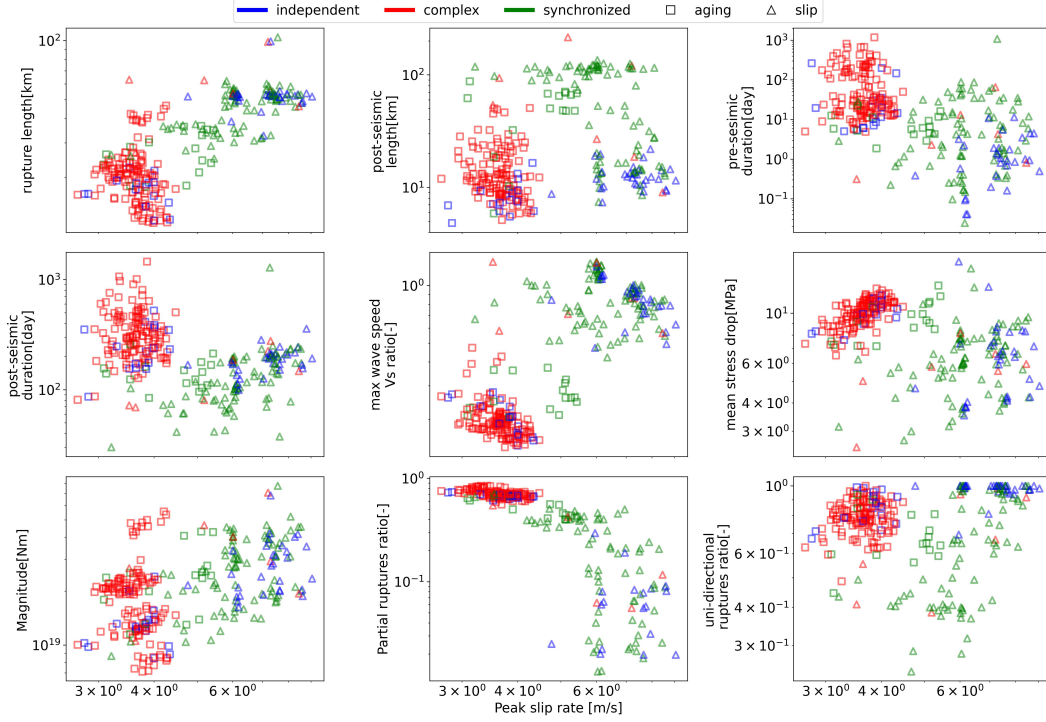 independent complex synchronized aging slip
10²
rupture length[km]
10²
10¹
post-seismic
length[km]
10³
10²
10¹
10⁰
10⁻¹
pre-sesimic
duration[day]
10³
10²
post-seismic
duration[day]
10⁰
max wave speed
Vs ratio[-]
10¹
6 × 10⁰
4 × 10⁰
3 × 10⁰
mean stress drop[MPa]
10¹⁹
Magnitude[Nm]
3 × 10⁰ 4 × 10⁰ 6 × 10⁰
10⁰
10⁻¹
Partial ruptures ratio[-]
3 × 10⁰ 4 × 10⁰ 6 × 10⁰
Peak slip rate [m/s]
10⁰
6 × 10⁻¹
4 × 10⁻¹
3 × 10⁻¹
uni-directional
ruptures ratio[-]
3 × 10⁰ 4 × 10⁰ 6 × 10⁰